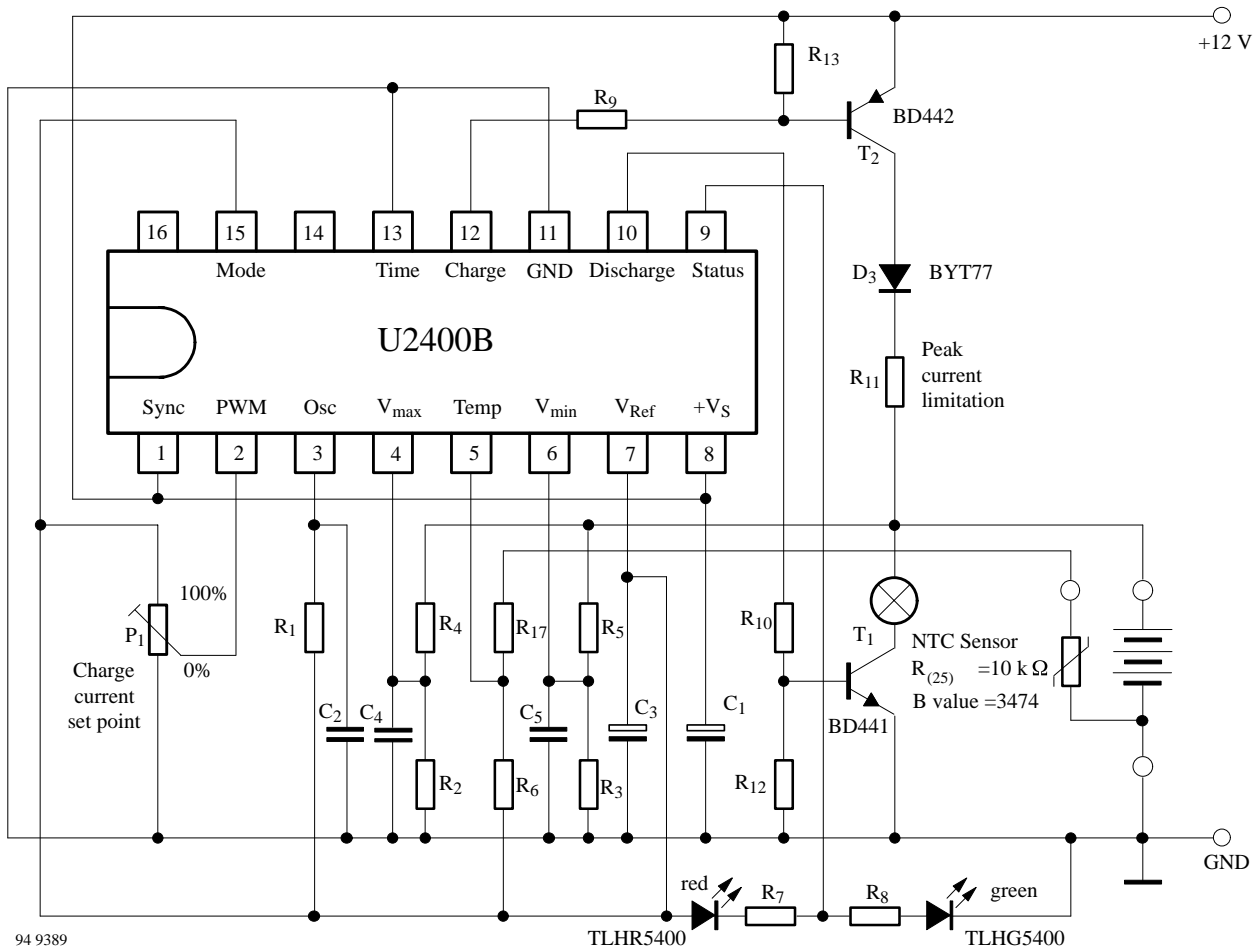 +12 V
R13
R9
BD442
T2
16 15 14 13 12 11 10 9
Mode Time Charge GND Discharge Status
D3 BYT77
U2400B
Peak
current
limitation
R11
Sync PWM Osc Vmax Temp Vmin VRef +VS
1 2 3 4 5 6 7 8
100%
P1
0%
Charge
current
set point
R1
R4
R17
R5
R10
T1
NTC Sensor
R(25) =10 k Ω
B value =3474
BD441
C2
C4
C5
C3
C1
R2
R6
R3
R12
GND
red
R7
R8
green
TLHR5400
TLHG5400
94 9389